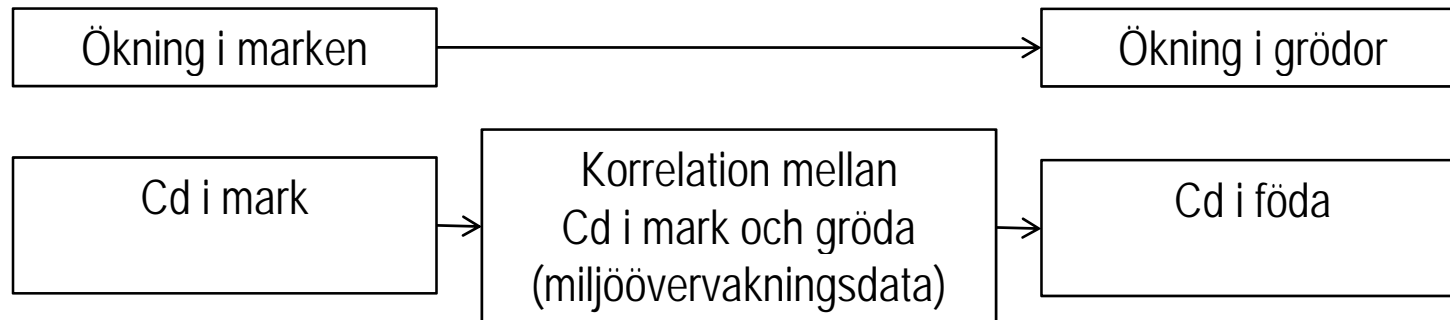 Ökning i marken
Ökning i grödor
Cd i mark
Korrelation mellan
Cd i mark och gröda
(miljöövervakningsdata)
Cd i föda